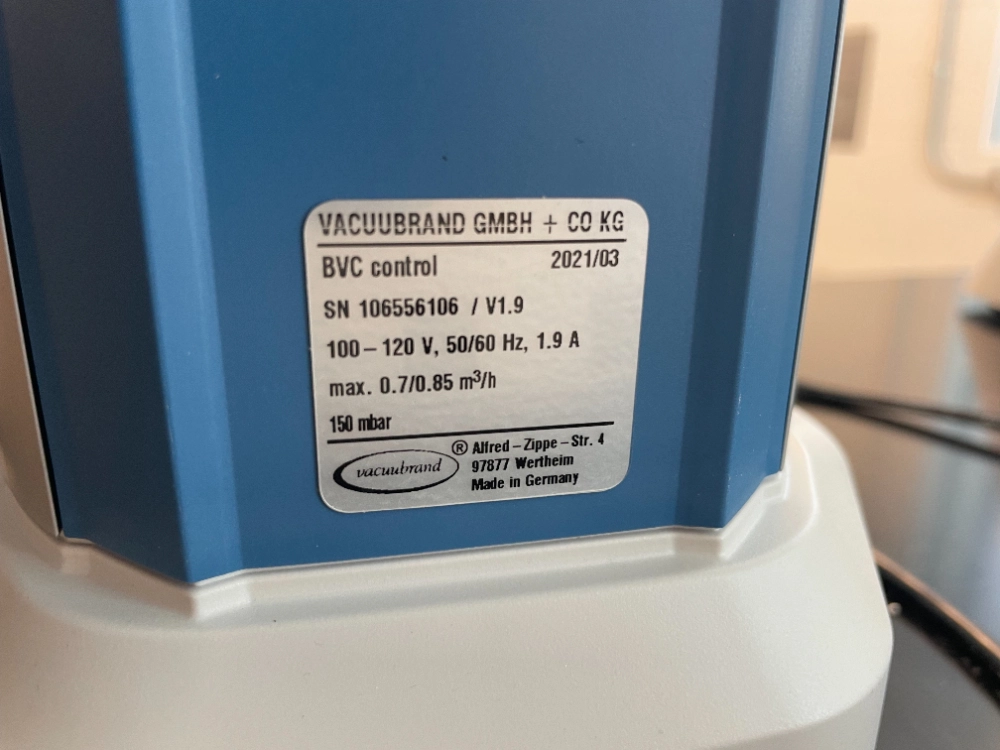 VACUUBRAND GMBH + CO KG
BVC control 2021/03
SN 106556106 / V1.9
100–120 V, 50/60 Hz, 1.9 A
max. 0.7/0.85 m³/h
150 mbar
vacuubrand ® Alfred–Zippe–Str. 4
97877 Wertheim
Made in Germany